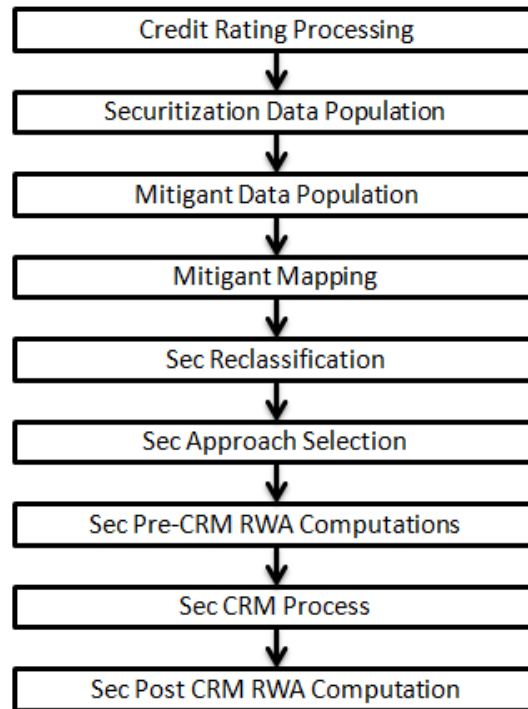 Credit Rating Processing
Securitization Data Population
Mitigant Data Population
Mitigant Mapping
Sec Reclassification
Sec Approach Selection
Sec Pre-CRM RWA Computations
Sec CRM Process
Sec Post CRM RWA Computation